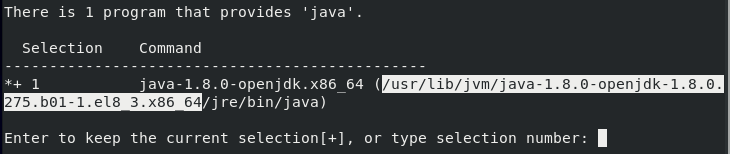 There is 1 program that provides 'java'.
Selection    Command
-----------------------------------------------
*+ 1           java-1.8.0-openjdk.x86_64 (/usr/lib/jvm/java-1.8.0-openjdk-1.8.0.
275.b01-1.el8_3.x86_64/jre/bin/java)
Enter to keep the current selection[+], or type selection number: